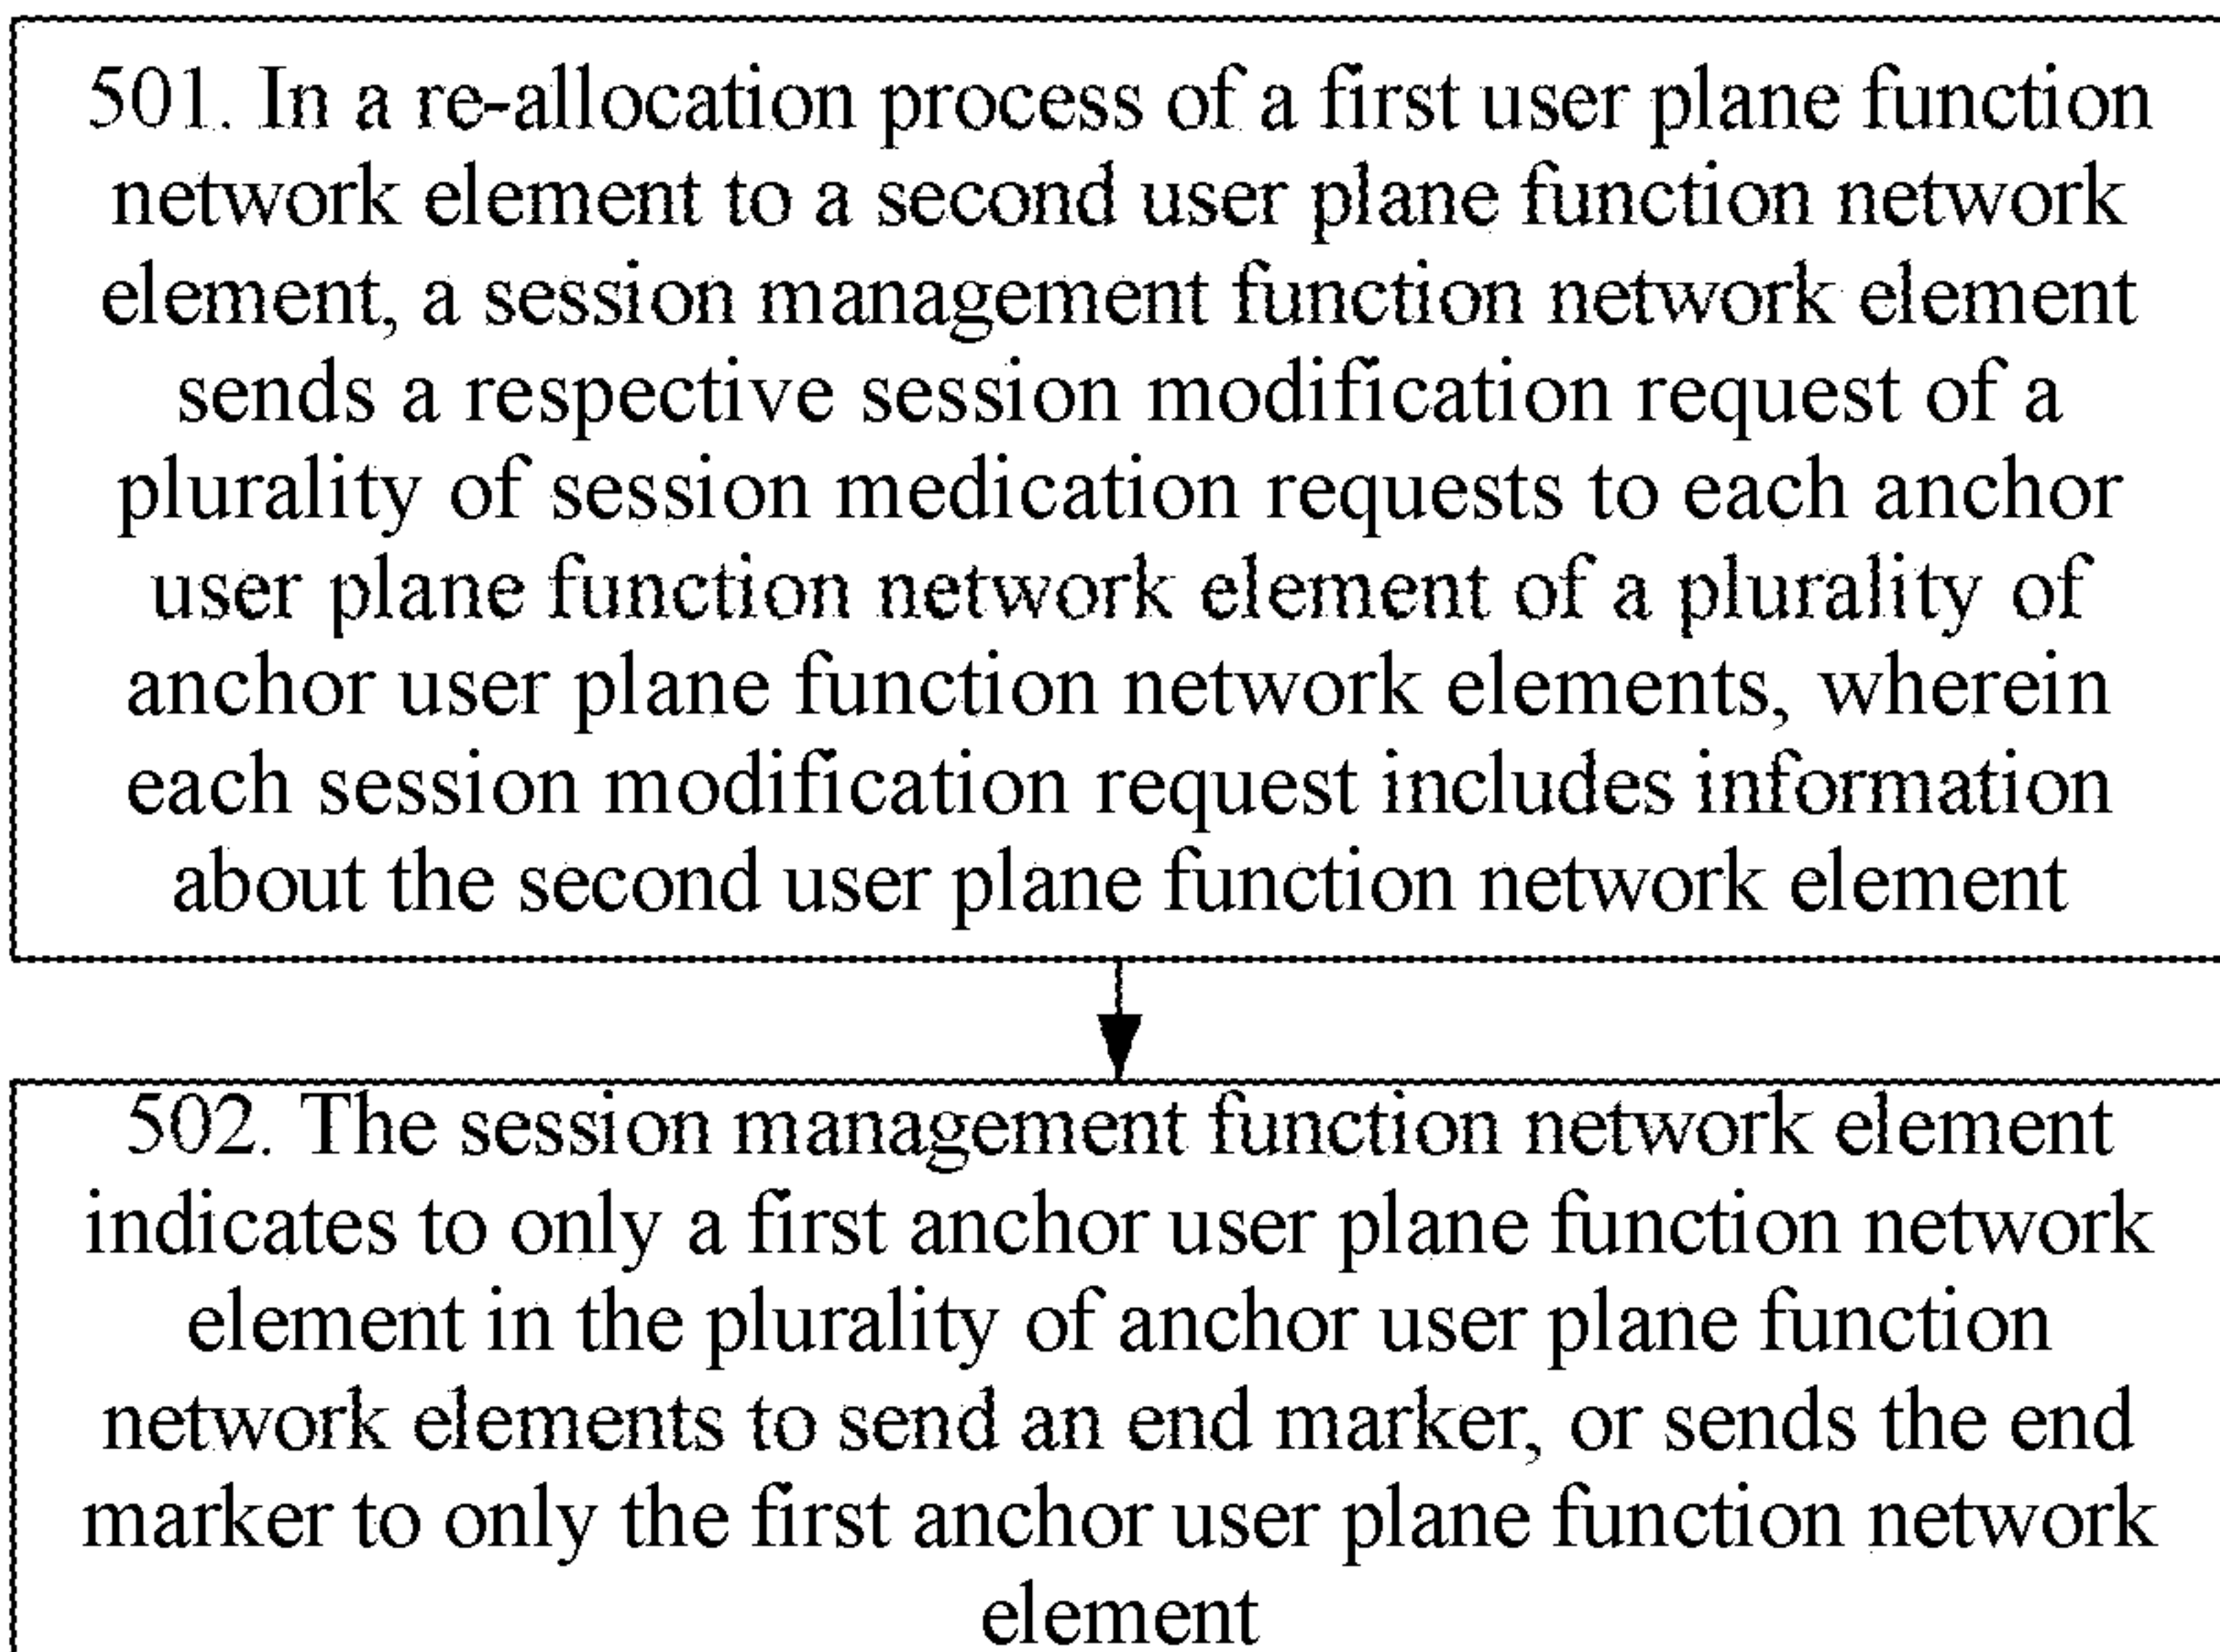 501. In a re-allocation process of a first user plane function
network element to a second user plane function network
element, a session management function network element
sends a respective session modification request of a
plurality of session medication requests to each anchor
user plane function network element of a plurality of
anchor user plane function network elements, wherein
each session modification request includes information
about the second user plane function network element
502. The session management function network element
indicates to only a first anchor user plane function network
element in the plurality of anchor user plane function
network elements to send an end marker, or sends the end
marker to only the first anchor user plane function network
element